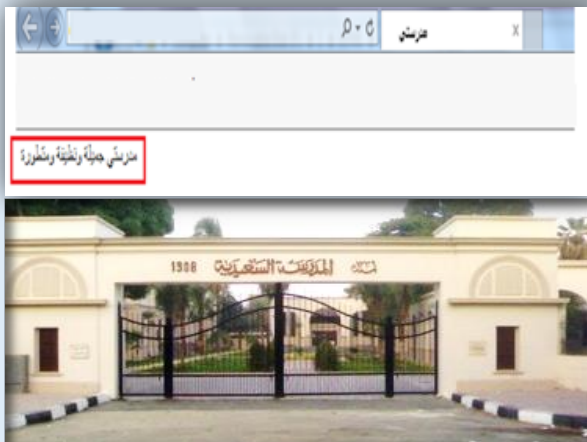 مدرستي
x
مدرستي جميلة ونظيفة ومتطورة
المدرسة السعيدية 1908